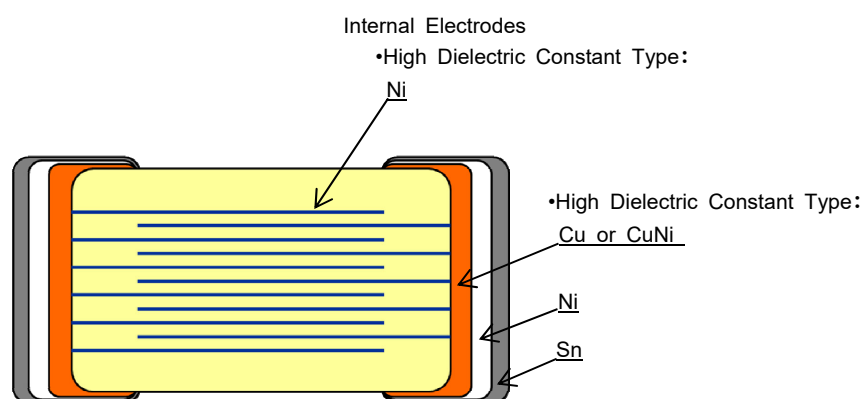 Internal Electrodes
•High Dielectric Constant Type:
Ni
•High Dielectric Constant Type:
Cu or CuNi
Ni
Sn